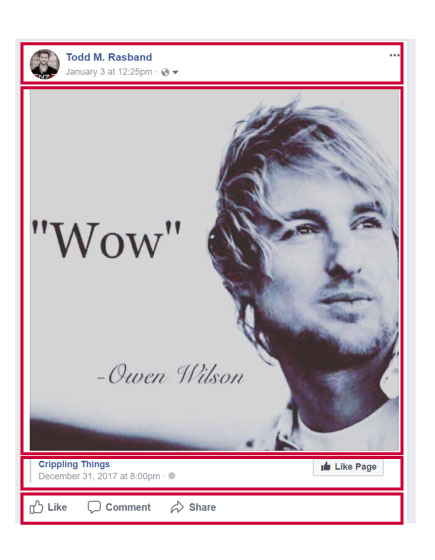 Todd M. Rasband
January 3 at 12:25pm ·
"Wow"
-Owen Wilson
Crippling Things
December 31, 2017 at 8:00pm ·
Like Page
Like Comment Share